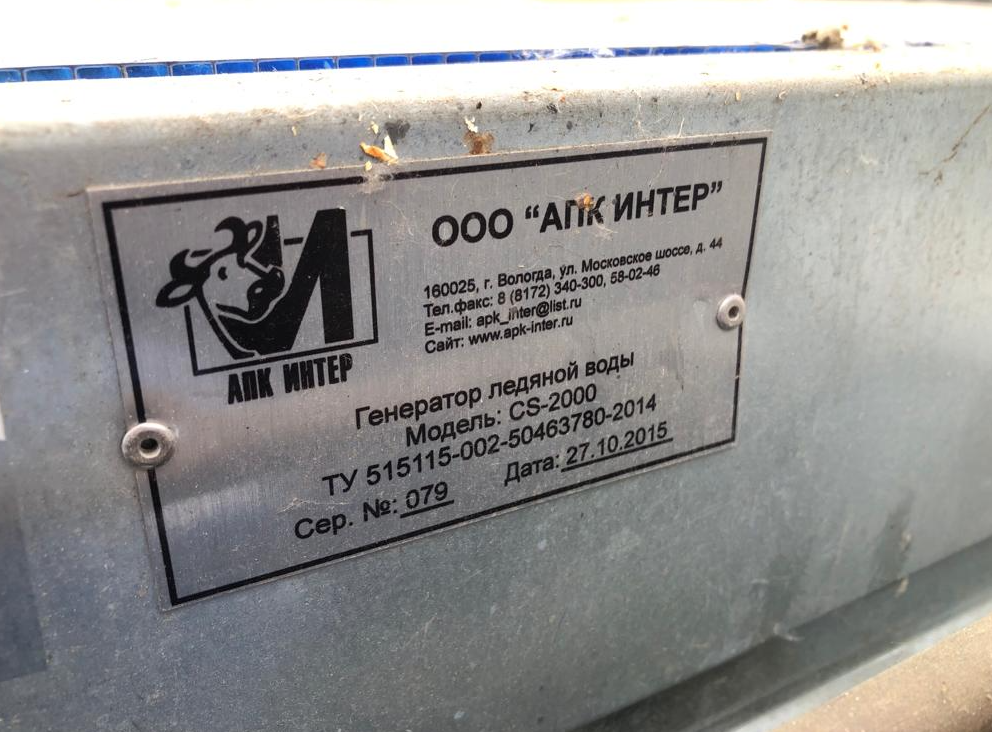 ООО “АПК ИНТЕР”
160025, г. Вологда, ул. Московское шоссе, д. 44
Тел.факс: 8 (8172) 340-300, 58-02-46
E-mail: apk_inter@list.ru
Сайт: www.apk-inter.ru
АПК ИНТЕР
Генератор ледяной воды
Модель: CS-2000
ТУ 515115-002-50463780-2014
Сер. №: 079 Дата: 27.10.2015